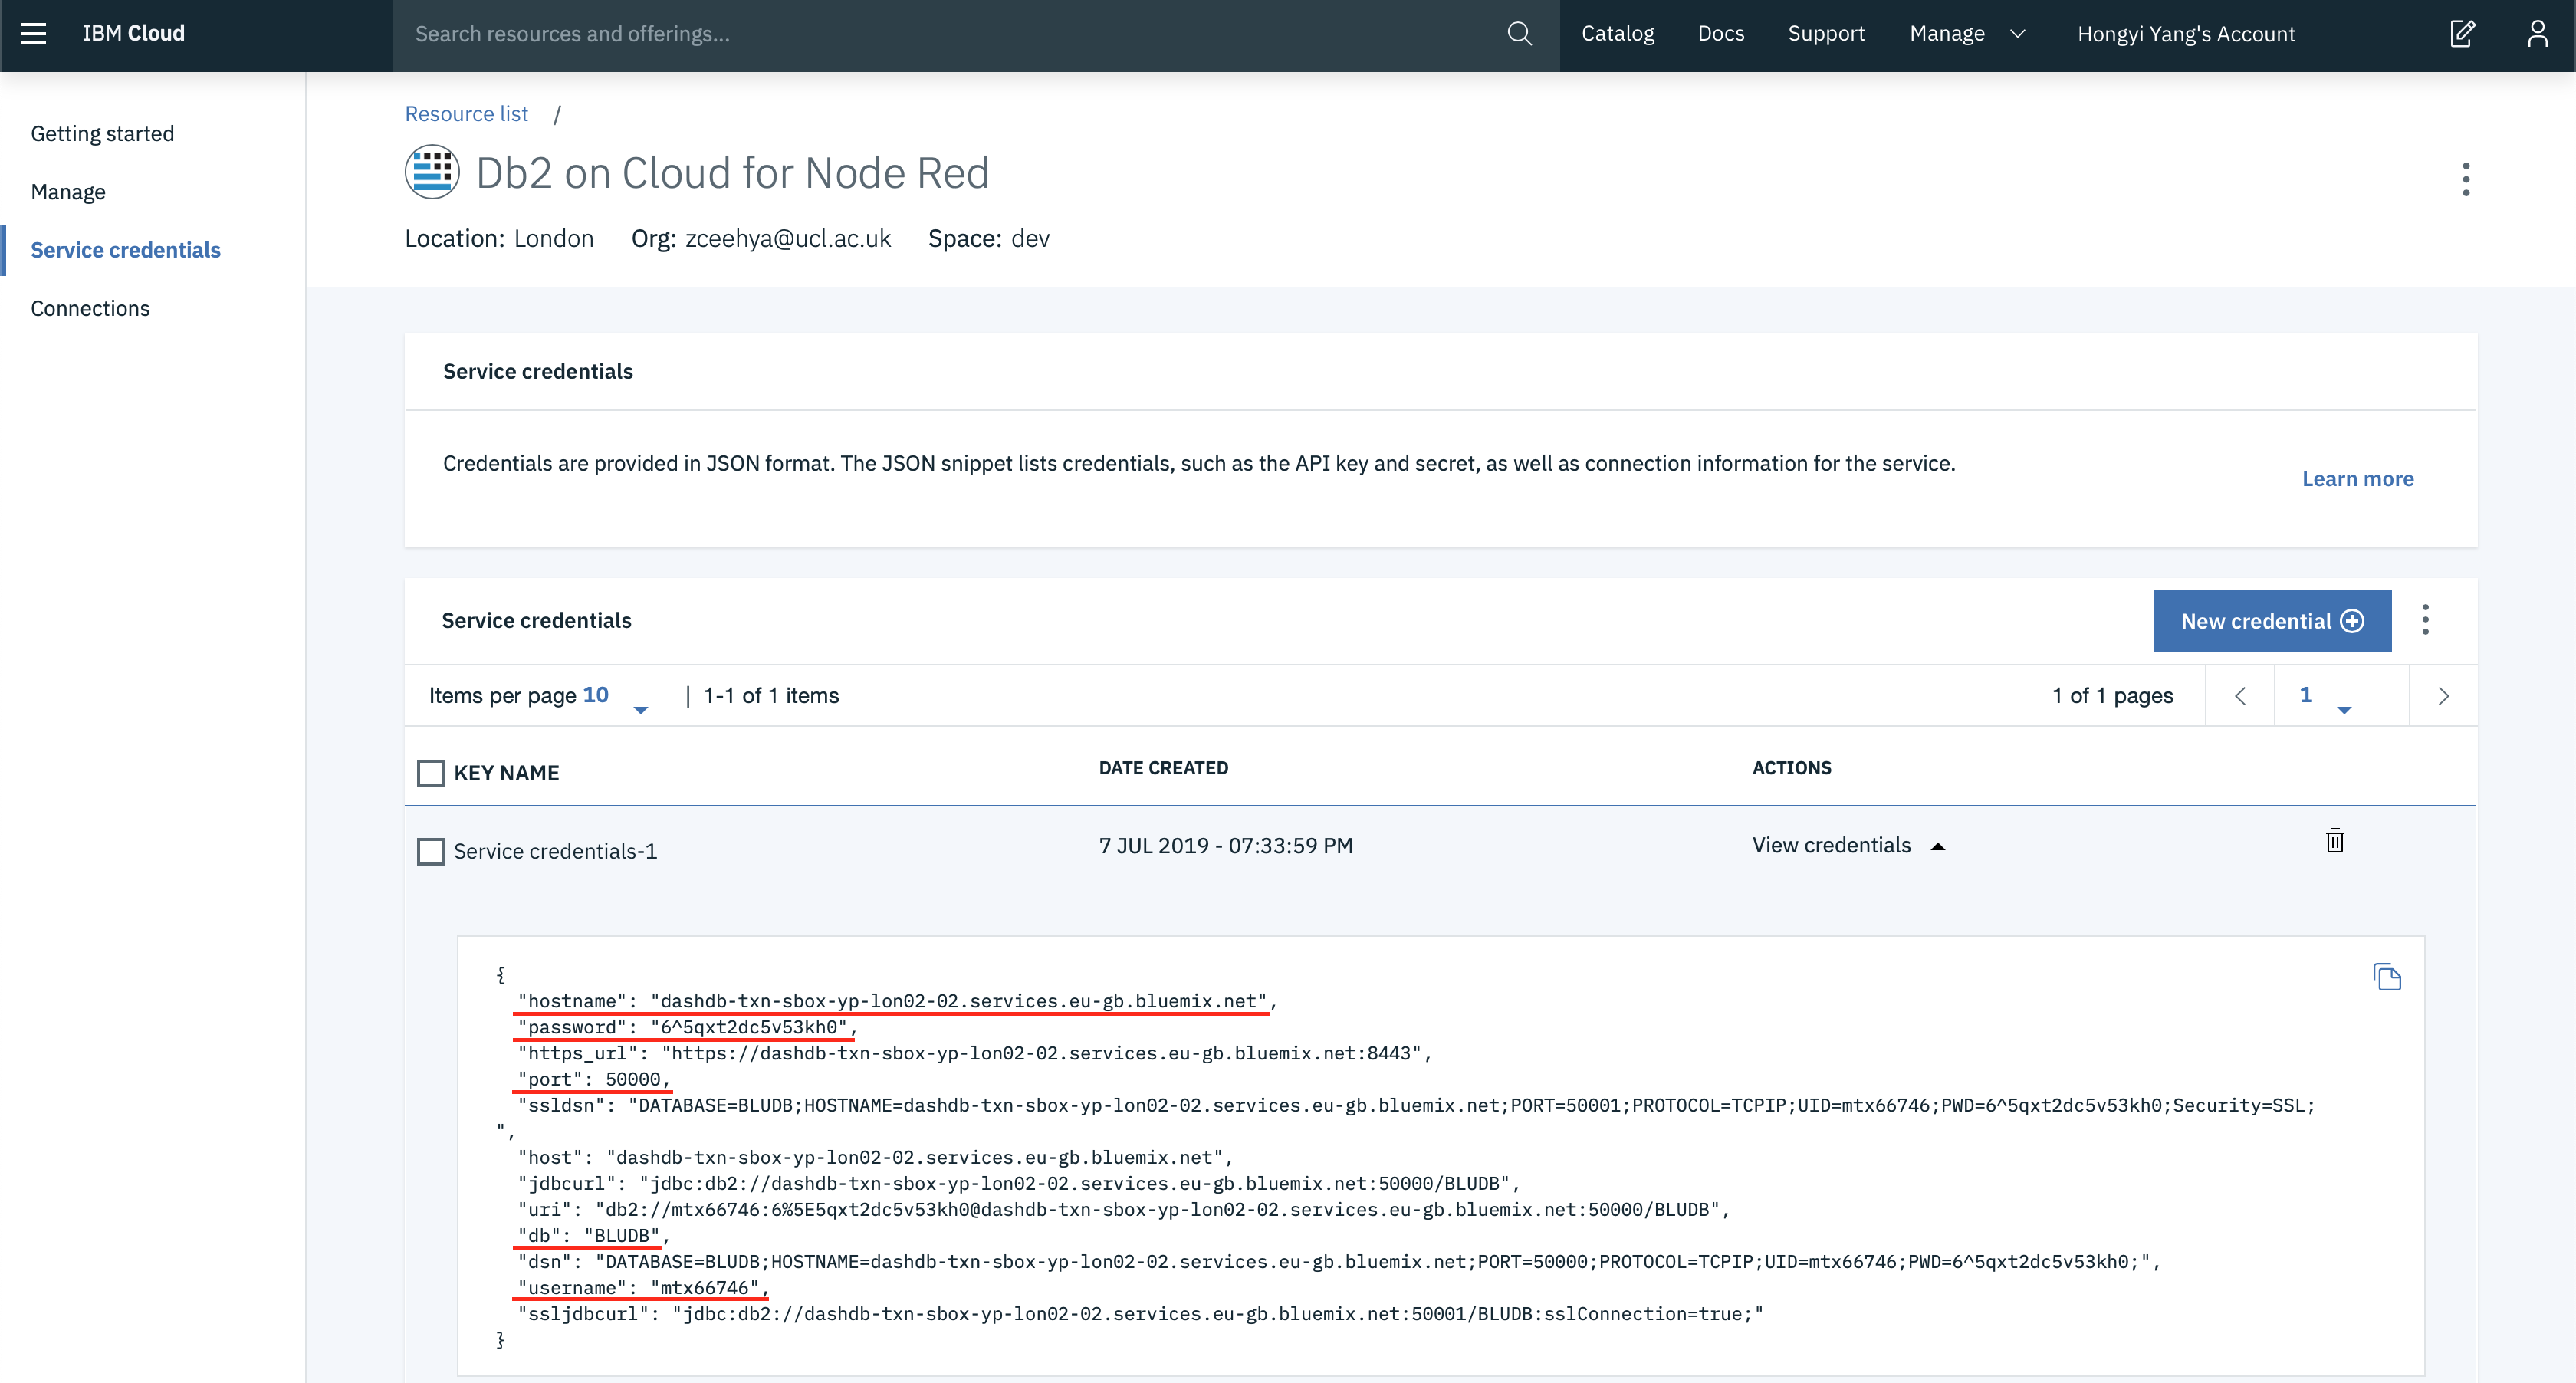 IBM Cloud
Search resources and offerings...
Catalog
Docs
Support
Manage
Hongyi Yang's Account
Getting started
Manage
Service credentials
Connections
Resource list /
Db2 on Cloud for Node Red
Location: London Org: zceehya@ucl.ac.uk Space: dev
Service credentials
Credentials are provided in JSON format. The JSON snippet lists credentials, such as the API key and secret, as well as connection information for the service.
Learn more
Service credentials
New credential
Items per page 10 | 1-1 of 1 items
1 of 1 pages
1
KEY NAME
DATE CREATED
ACTIONS
Service credentials-1
7 JUL 2019 - 07:33:59 PM
View credentials
{
"hostname": "dashdb-txn-sbox-yp-lon02-02.services.eu-gb.bluemix.net",
"password": "6^5qxt2dc5v53kh0",
"https_url": "https://dashdb-txn-sbox-yp-lon02-02.services.eu-gb.bluemix.net:8443",
"port": 50000,
"ssldsn": "DATABASE=BLUDB;HOSTNAME=dashdb-txn-sbox-yp-lon02-02.services.eu-gb.bluemix.net;PORT=50001;PROTOCOL=TCPIP;UID=mtx66746;PWD=6^5qxt2dc5v53kh0;Security=SSL;
",
"host": "dashdb-txn-sbox-yp-lon02-02.services.eu-gb.bluemix.net",
"jdbcurl": "jdbc:db2://dashdb-txn-sbox-yp-lon02-02.services.eu-gb.bluemix.net:50000/BLUDB",
"uri": "db2://mtx66746:6%5E5qxt2dc5v53kh0@dashdb-txn-sbox-yp-lon02-02.services.eu-gb.bluemix.net:50000/BLUDB",
"db": "BLUDB",
"dsn": "DATABASE=BLUDB;HOSTNAME=dashdb-txn-sbox-yp-lon02-02.services.eu-gb.bluemix.net;PORT=50000;PROTOCOL=TCPIP;UID=mtx66746;PWD=6^5qxt2dc5v53kh0;",
"username": "mtx66746",
"ssljdbcurl": "jdbc:db2://dashdb-txn-sbox-yp-lon02-02.services.eu-gb.bluemix.net:50001/BLUDB:sslConnection=true;"
}